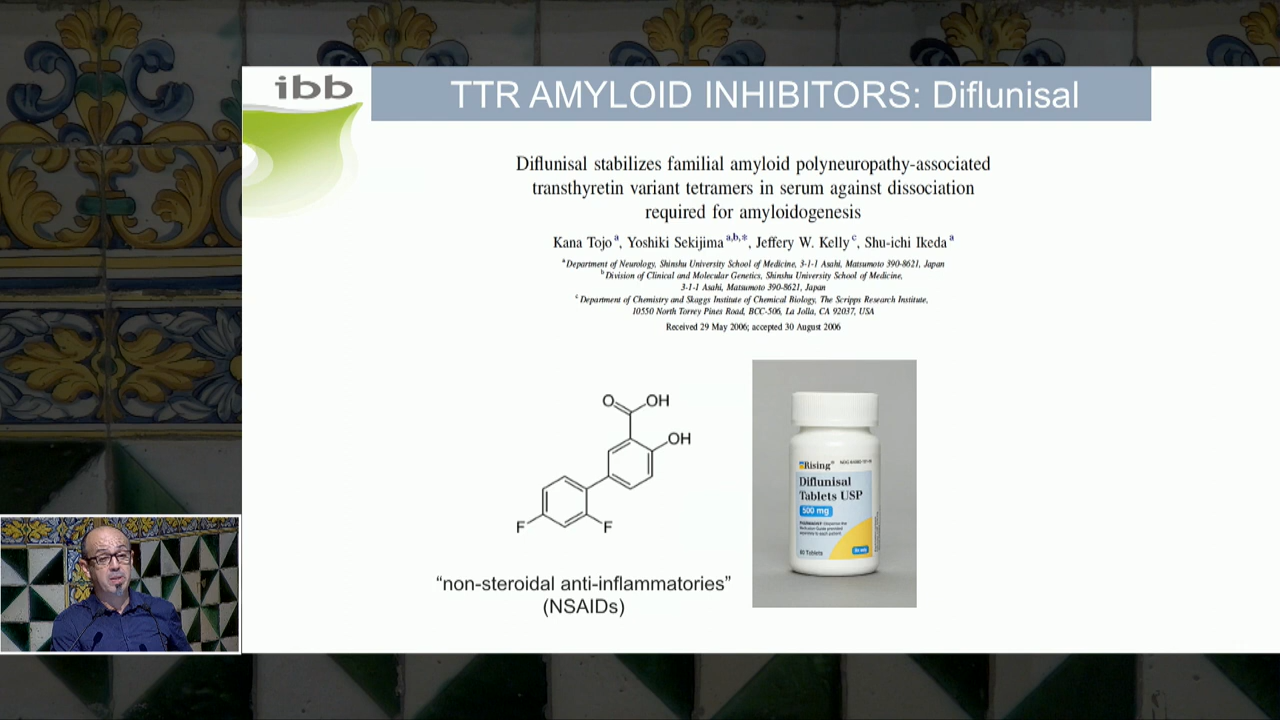 ibb
TTR AMYLOID INHIBITORS: Diflunisal
Diflunisal stabilizes familial amyloid polyneuropathy-associated
transthyretin variant tetramers in serum against dissociation
required for amyloidogenesis
Kana Tojo a, Yoshiki Sekijima a,b,*, Jeffery W. Kelly c, Shu-ichi Ikeda a
a Department of Neurology, Shinshu University School of Medicine, 3-1-1 Asahi, Matsumoto 390-8621, Japan
b Division of Clinical and Molecular Genetics, Shinshu University School of Medicine,
3-1-1 Asahi, Matsumoto 390-8621, Japan
c Department of Chemistry and Skaggs Institute of Chemical Biology, The Scripps Research Institute,
10550 North Torrey Pines Road, BCC-506, La Jolla, CA 92037, USA
Received 29 May 2006; accepted 30 August 2006
O
OH
OH
F
F
Rising
Diflunisal
Tablets USP
500 mg
60 Tablets
Rx only
“non-steroidal anti-inflammatories”
(NSAIDs)